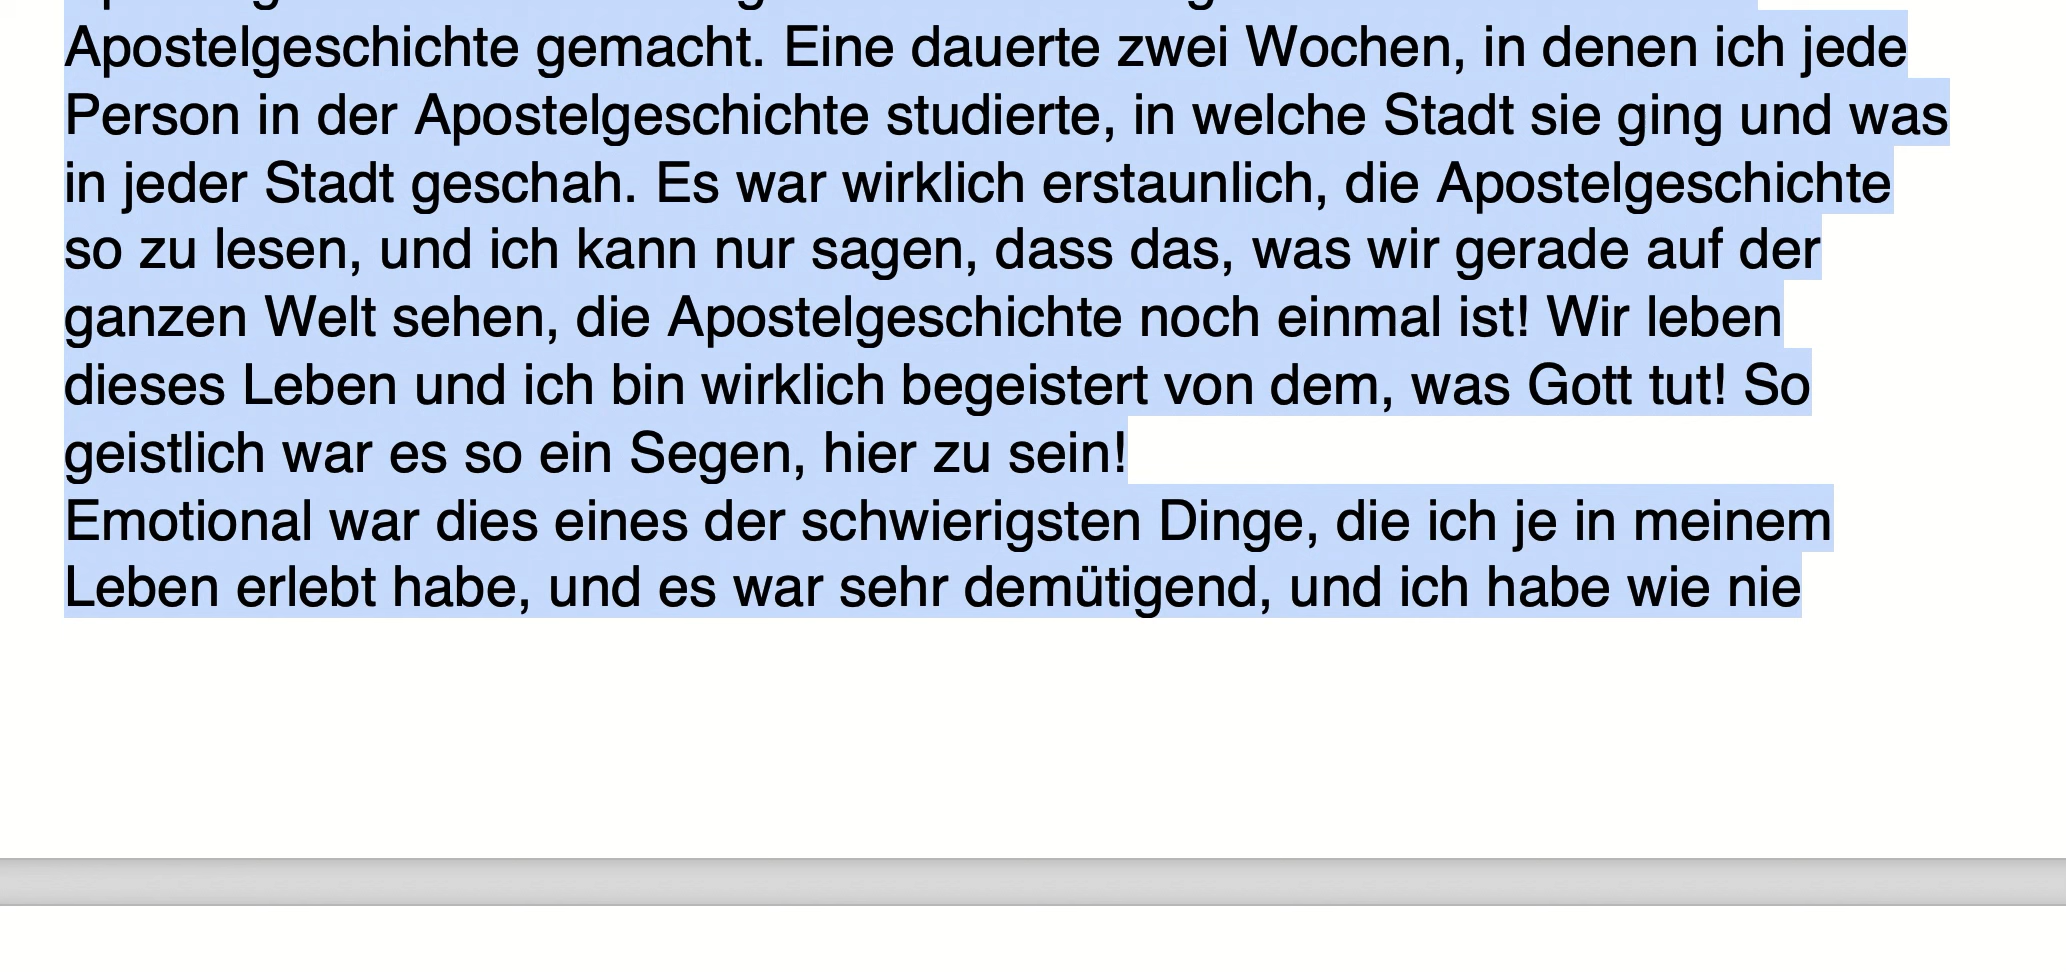 Apostelgeschichte gemacht. Eine dauerte zwei Wochen, in denen ich jede
Person in der Apostelgeschichte studierte, in welche Stadt sie ging und was
in jeder Stadt geschah. Es war wirklich erstaunlich, die Apostelgeschichte
so zu lesen, und ich kann nur sagen, dass das, was wir gerade auf der
ganzen Welt sehen, die Apostelgeschichte noch einmal ist! Wir leben
dieses Leben und ich bin wirklich begeistert von dem, was Gott tut! So
geistlich war es so ein Segen, hier zu sein!
Emotional war dies eines der schwierigsten Dinge, die ich je in meinem
Leben erlebt habe, und es war sehr demütigend, und ich habe wie nie